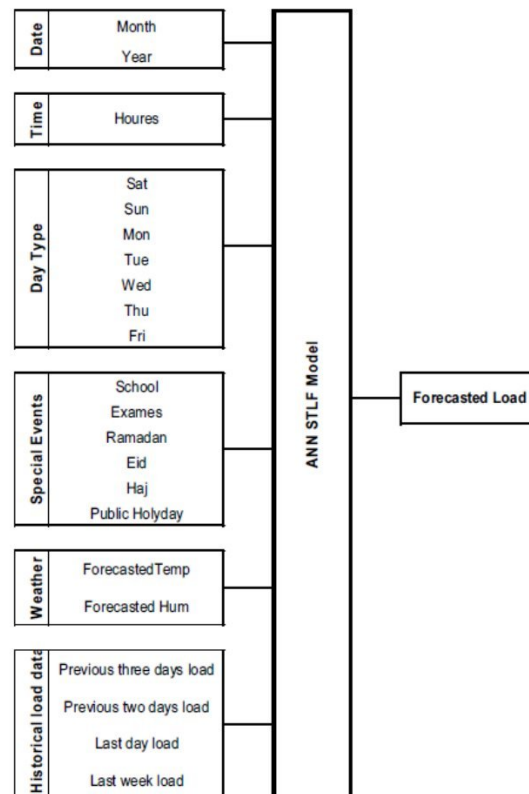 Date
Month
Year
Time
Houres
Day Type
Sat
Sun
Mon
Tue
Wed
Thu
Fri
Special Events
School
Exames
Ramadan
Eid
Haj
Public Holyday
Weather
ForecastedTemp
Forecasted Hum
Historical load data
Previous three days load
Previous two days load
Last day load
Last week load
ANN STLF Model
Forecasted Load